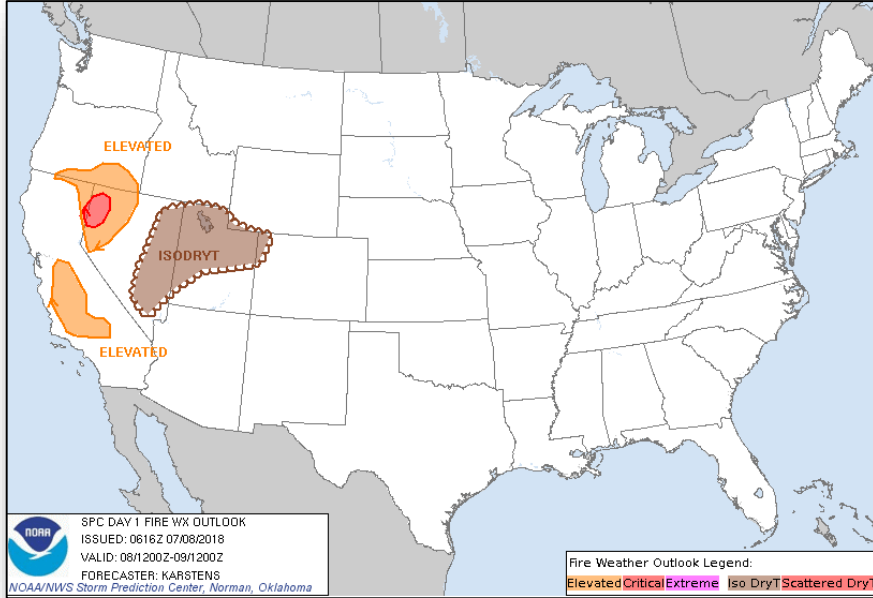 ELEVATED
ISODRYT
ELEVATED
NOAA
SPC DAY 1 FIRE WX OUTLOOK
ISSUED: 0616Z 07/08/2018
VALID: 08/1200Z-09/1200Z
FORECASTER: KARSTENS
NOAA/NWS Storm Prediction Center, Norman, Oklahoma
Fire Weather Outlook Legend:
Elevated Critical Extreme Iso DryT Scattered DryT